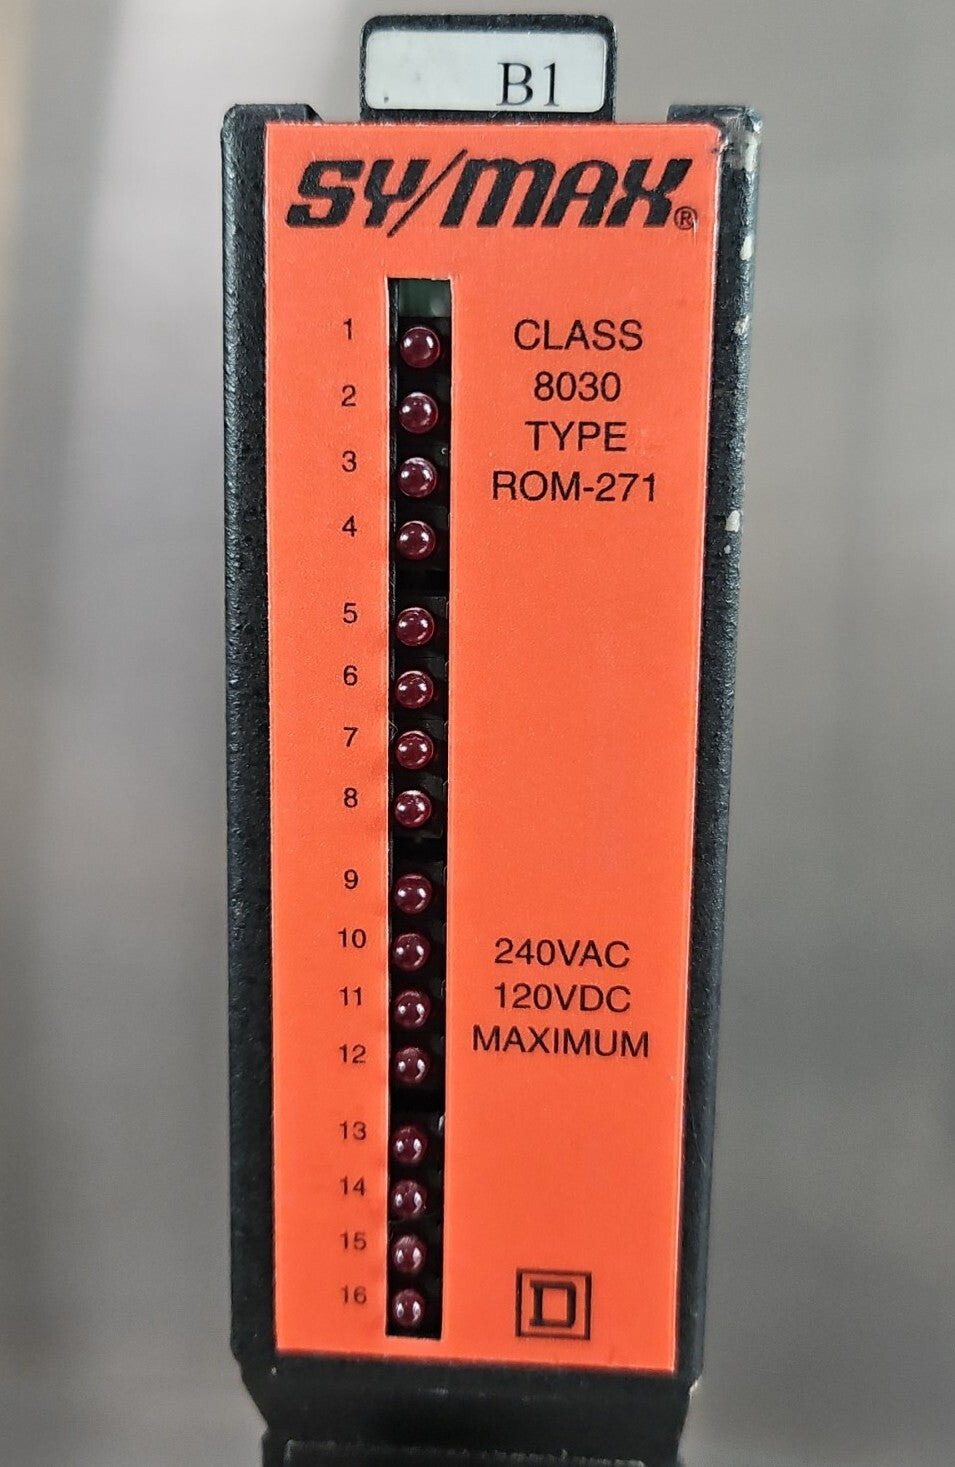 B1
SY/MAX®
1
2
3
4
5
6
7
8
9
10
11
12
13
14
15
16
CLASS
8030
TYPE
ROM-271
240VAC
120VDC
MAXIMUM
D